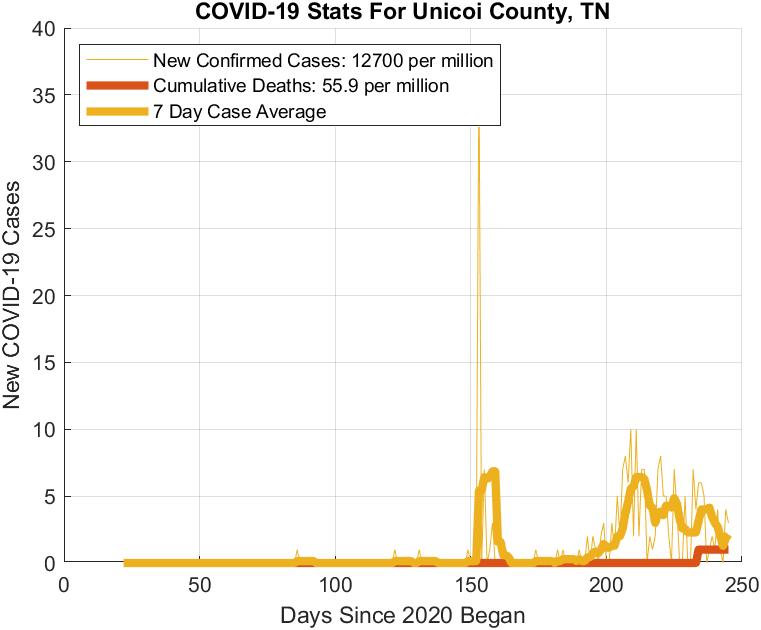 COVID-19 Stats For Unicoi County, TN
New Confirmed Cases: 12700 per million
Cumulative Deaths: 55.9 per million
7 Day Case Average
New COVID-19 Cases
40
35
30
25
20
15
10
5
0
0 50 100 150 200 250
Days Since 2020 Began